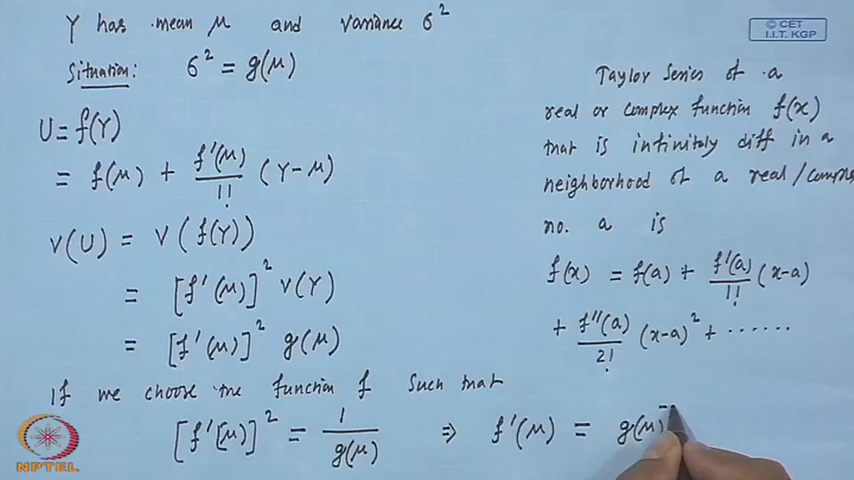 Y has mean μ and variance σ²
© CET
I.I.T. KGP
Situation: σ² = g(μ)
U = f(Y)
= f(μ) + f'(μ)/1! (Y-μ)
V(U) = V(f(Y))
= [f'(μ)]² V(Y)
= [f'(μ)]² g(μ)
Taylor Series of a
real or complex function f(x)
that is infinitely diff in a
neighborhood of a real/complex
no. a is
f(x) = f(a) + f'(a)/1! (x-a)
+ f''(a)/2! (x-a)² + ......
If we choose the function f such that
[f'(μ)]² = 1/g(μ) ⇒ f'(μ) = g(μ)
NPTEL